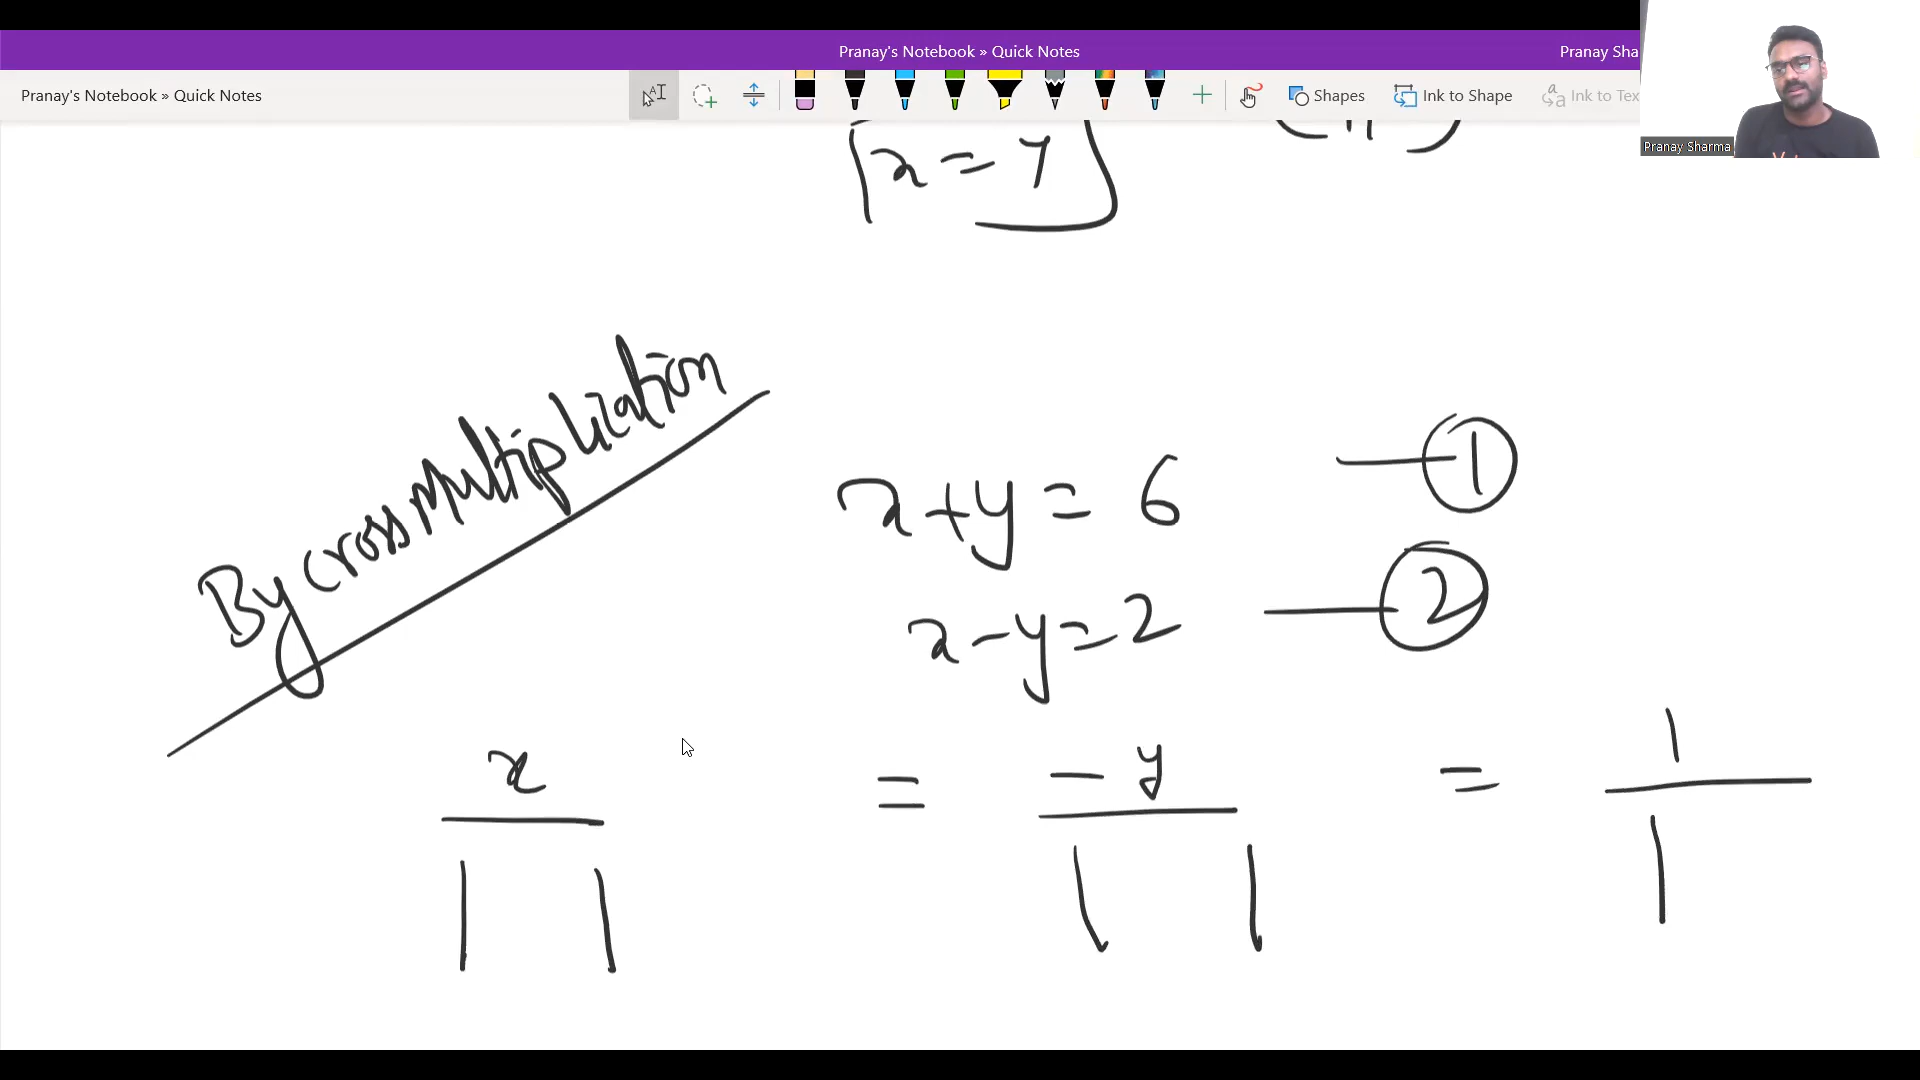 Pranay's Notebook » Quick Notes
Pranay Sha
Pranay's Notebook » Quick Notes
Shapes
Ink to Shape
Ink to Tex
Pranay Sharma
x = y
By cross Multiplication
x + y = 6 — 1
x - y = 2 — 2
x = - y = 1